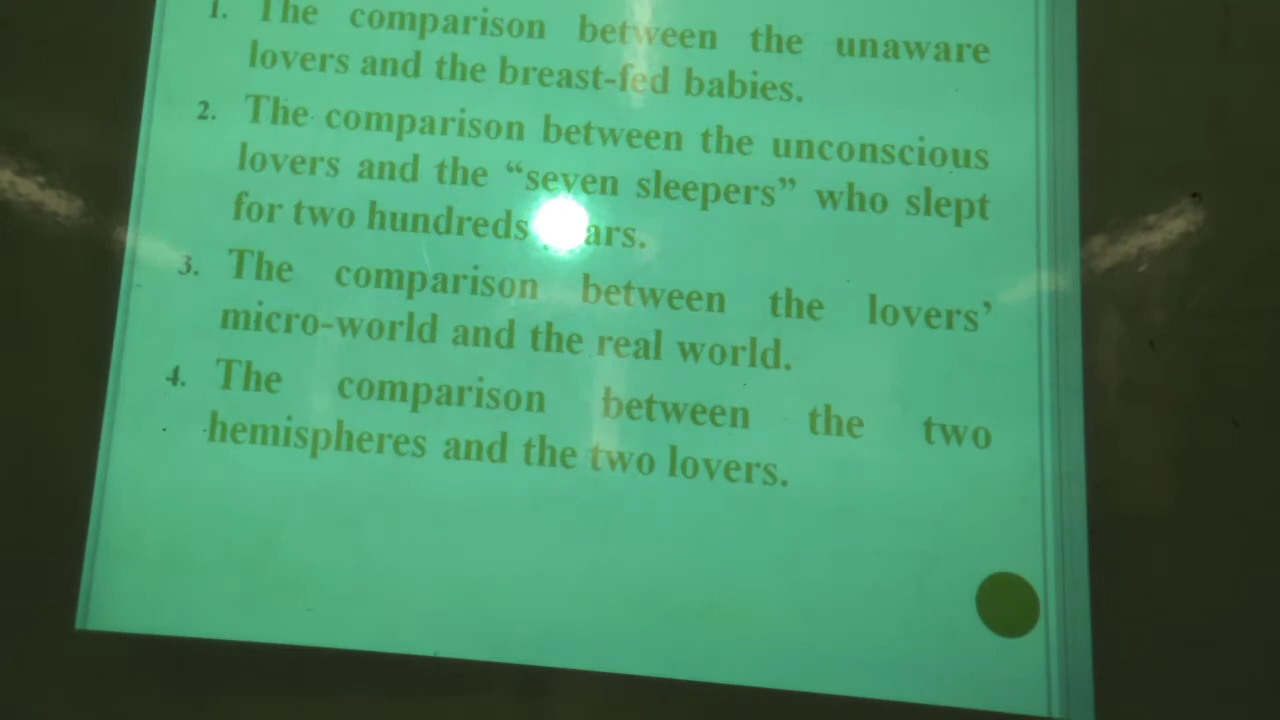 1. The comparison between the unaware
lovers and the breast-fed babies.
2. The comparison between the unconscious
lovers and the “seven sleepers” who slept
for two hundreds
3. The comparison between the lovers’
micro-world and the real world.
4. The comparison between the two
hemispheres and the two lovers.